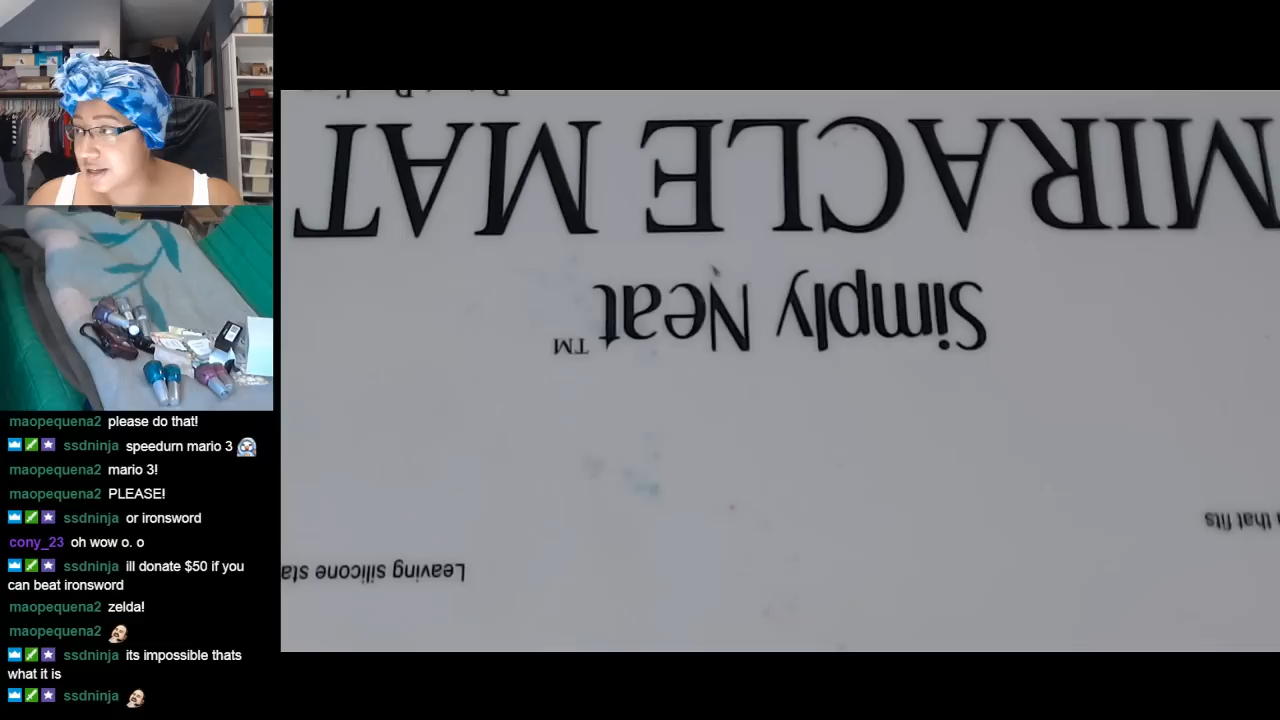 MIRACLE MAT
Simply Neat™
that fits
Leaving silicone
maopequena2 please do that!
ssdninja speedurn mario 3
maopequena2 mario 3!
maopequena2 PLEASE!
ssdninja or ironsword
cony_23 oh wow o. o
ssdninja ill donate $50 if you
can beat ironsword
maopequena2 zelda!
maopequena2
ssdninja its impossible thats
what it is
ssdninja